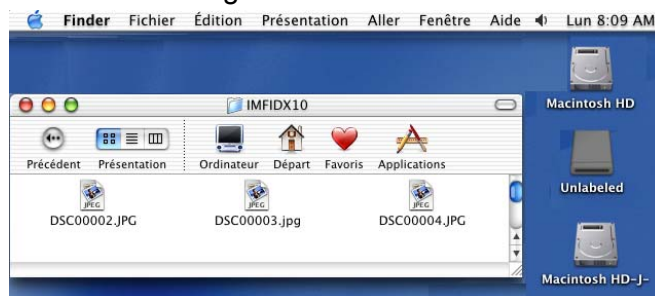 Finder Fichier Édition Présentation Aller Fenêtre Aide Lun 8:09 AM
IMFIDX10
Précédent Présentation Ordinateur Départ Favoris Applications
JPEG JPEG JPEG
DSC00002.JPG DSC00003.jpg DSC00004.JPG
Macintosh HD
Unlabeled
Macintosh HD-J-